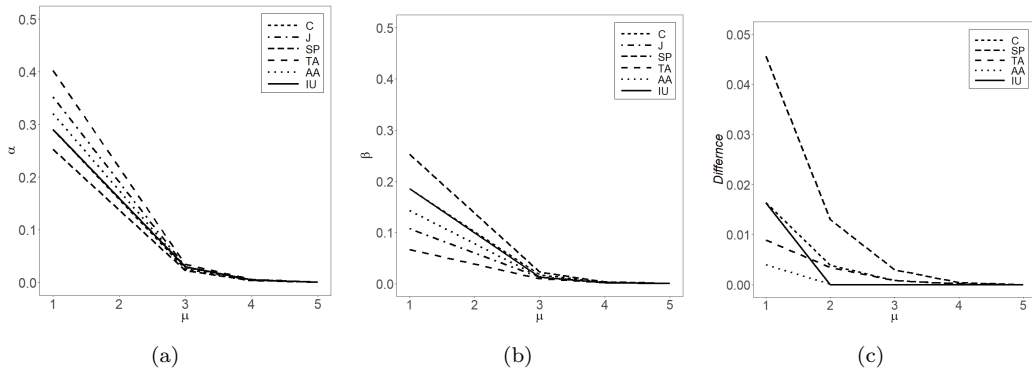 0.5
0.4
0.3
0.2
0.1
0.0
α
1 2 3 4 5
μ
C
J
SP
TA
AA
IU
(a)
0.5
0.4
0.3
0.2
0.1
0.0
β
1 2 3 4 5
μ
C
J
SP
TA
AA
IU
(b)
0.05
0.04
0.03
0.02
0.01
0.00
Differnce
1 2 3 4 5
μ
C
SP
TA
AA
IU
(c)